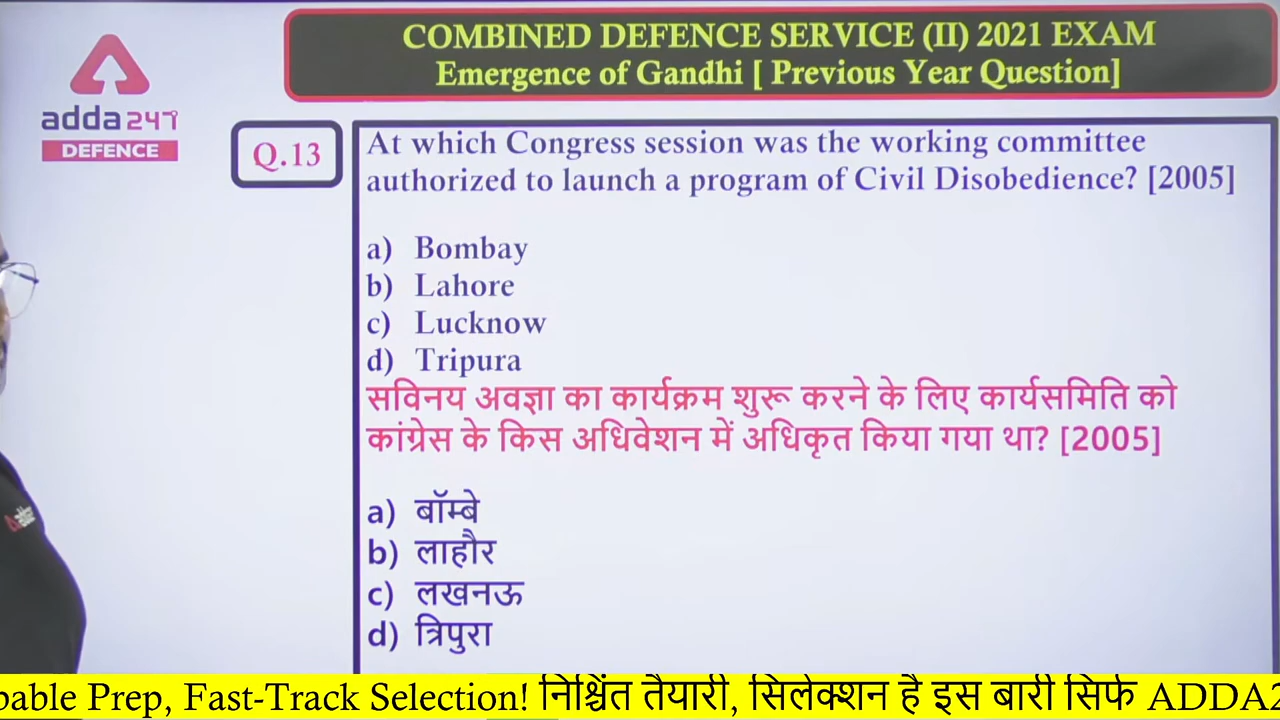 COMBINED DEFENCE SERVICE (II) 2021 EXAM
Emergence of Gandhi [ Previous Year Question]
adda247
DEFENCE
Q.13
At which Congress session was the working committee
authorized to launch a program of Civil Disobedience? [2005]
a) Bombay
b) Lahore
c) Lucknow
d) Tripura
सविनय अवज्ञा का कार्यक्रम शुरू करने के लिए कार्यसमिति को
कांग्रेस के किस अधिवेशन में अधिकृत किया गया था? [2005]
a) बॉम्बे
b) लाहौर
c) लखनऊ
d) त्रिपुरा
Prep, Fast-Track Selection! निश्चिंत तैयारी, सिलेक्शन है इस बारी सिर्फ ADDA2